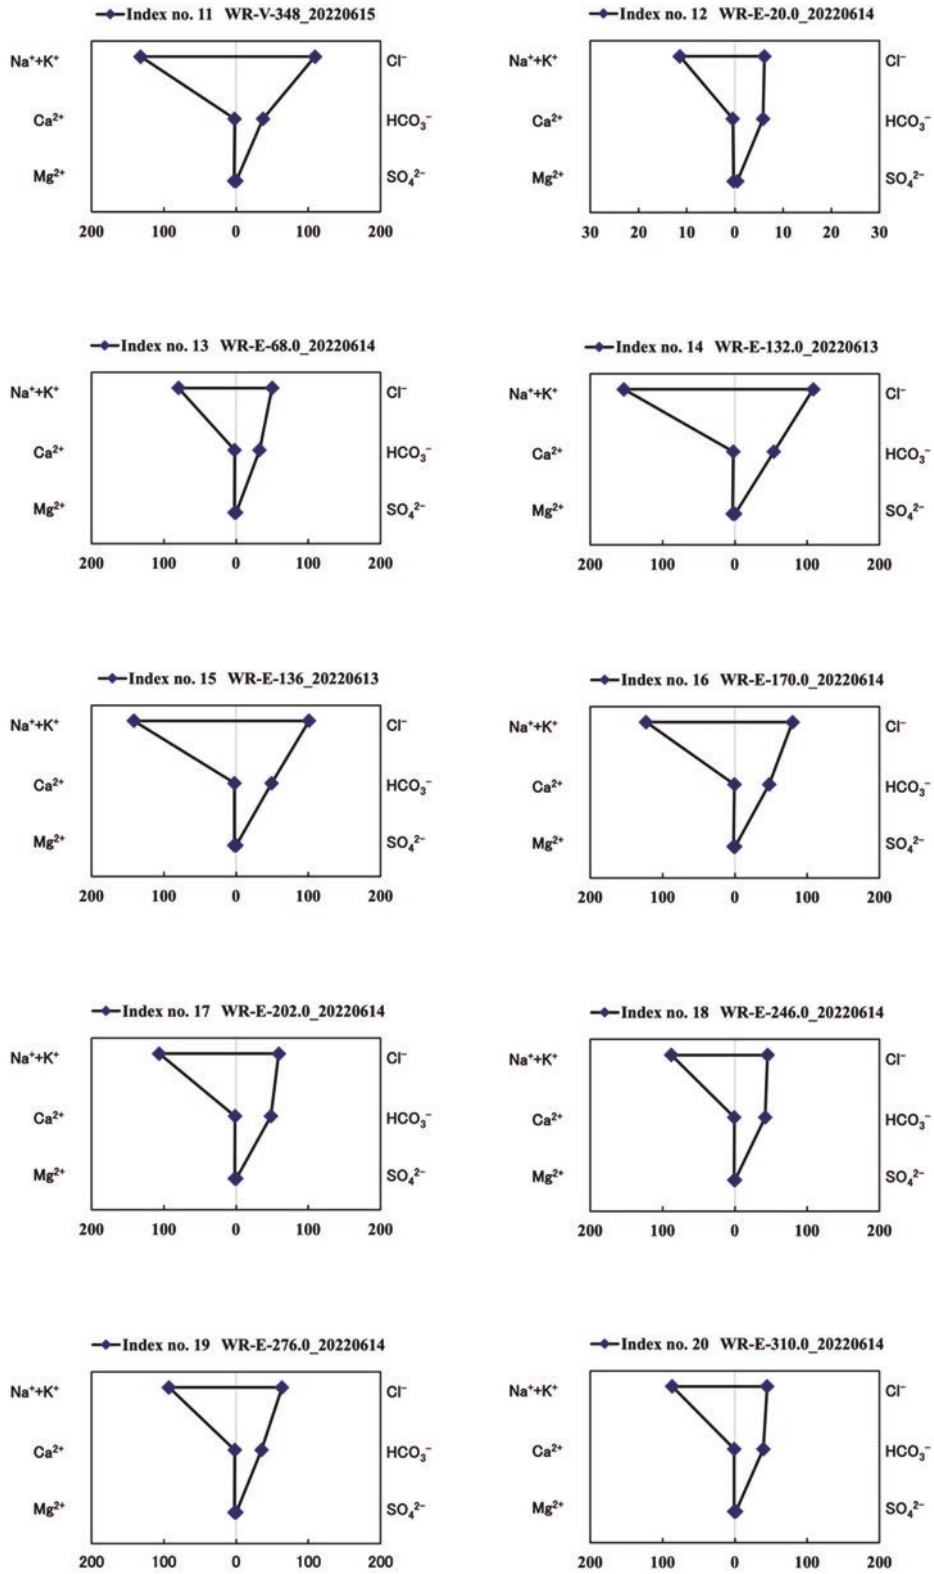 Index no. 11 WR-V-348_20220615
Na⁺+K⁺ Cl⁻
Ca²⁺ HCO₃⁻
Mg²⁺ SO₄²⁻
200 100 0 100 200
Index no. 12 WR-E-20.0_20220614
Na⁺+K⁺ Cl⁻
Ca²⁺ HCO₃⁻
Mg²⁺ SO₄²⁻
30 20 10 0 10 20 30
Index no. 13 WR-E-68.0_20220614
Na⁺+K⁺ Cl⁻
Ca²⁺ HCO₃⁻
Mg²⁺ SO₄²⁻
200 100 0 100 200
Index no. 14 WR-E-132.0_20220613
Na⁺+K⁺ Cl⁻
Ca²⁺ HCO₃⁻
Mg²⁺ SO₄²⁻
200 100 0 100 200
Index no. 15 WR-E-136_20220613
Na⁺+K⁺ Cl⁻
Ca²⁺ HCO₃⁻
Mg²⁺ SO₄²⁻
200 100 0 100 200
Index no. 16 WR-E-170.0_20220614
Na⁺+K⁺ Cl⁻
Ca²⁺ HCO₃⁻
Mg²⁺ SO₄²⁻
200 100 0 100 200
Index no. 17 WR-E-202.0_20220614
Na⁺+K⁺ Cl⁻
Ca²⁺ HCO₃⁻
Mg²⁺ SO₄²⁻
200 100 0 100 200
Index no. 18 WR-E-246.0_20220614
Na⁺+K⁺ Cl⁻
Ca²⁺ HCO₃⁻
Mg²⁺ SO₄²⁻
200 100 0 100 200
Index no. 19 WR-E-276.0_20220614
Na⁺+K⁺ Cl⁻
Ca²⁺ HCO₃⁻
Mg²⁺ SO₄²⁻
200 100 0 100 200
Index no. 20 WR-E-310.0_20220614
Na⁺+K⁺ Cl⁻
Ca²⁺ HCO₃⁻
Mg²⁺ SO₄²⁻
200 100 0 100 200